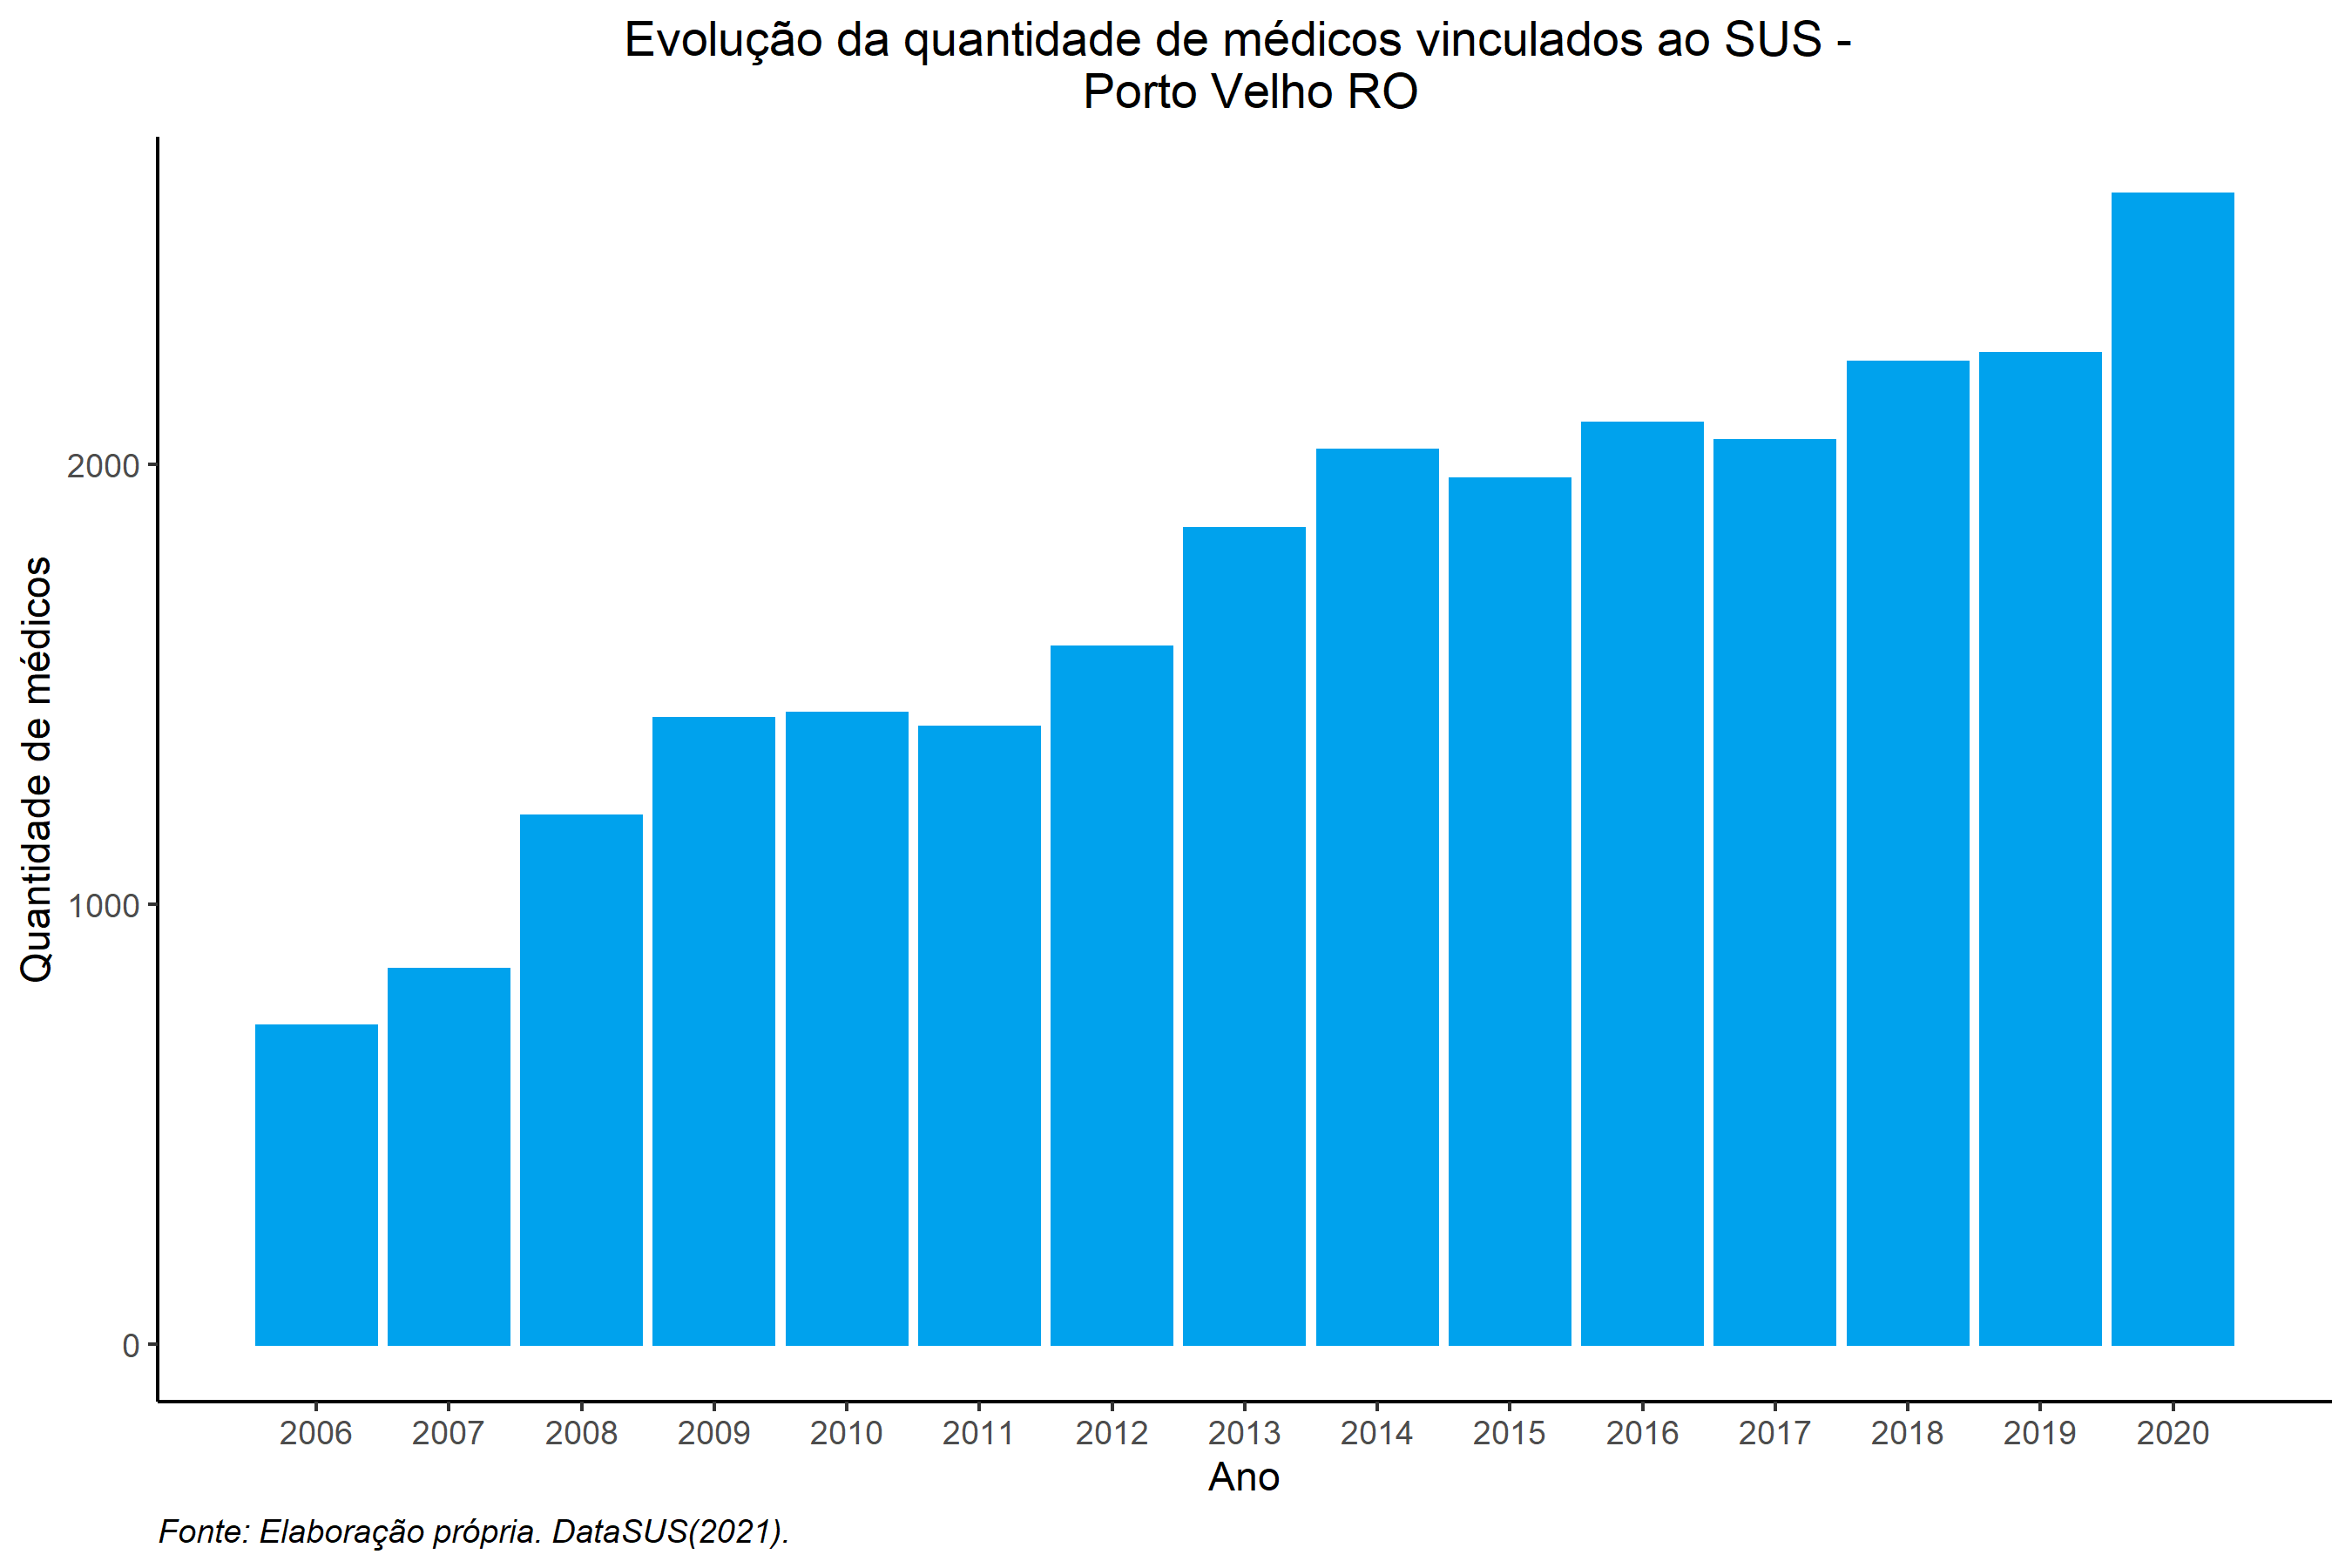 Evolução da quantidade de médicos vinculados ao SUS -
Porto Velho RO
Quantidade de médicos
2000
1000
0
2006 2007 2008 2009 2010 2011 2012 2013 2014 2015 2016 2017 2018 2019 2020
Ano
Fonte: Elaboração própria. DataSUS(2021).